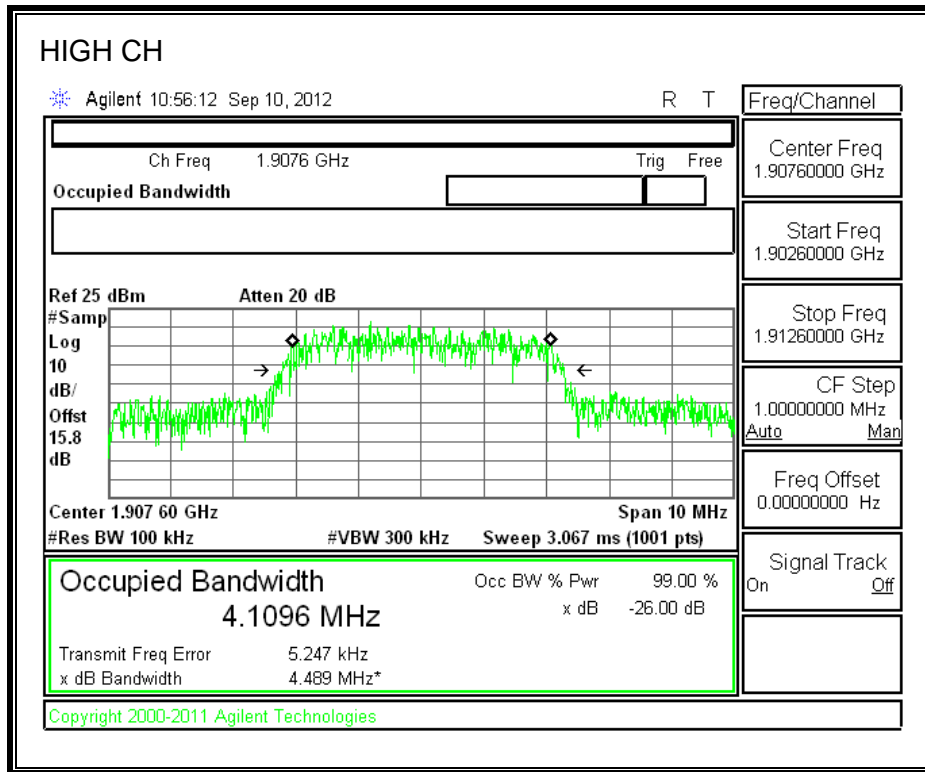 HIGH CH
Agilent 10:56:12 Sep 10, 2012 R T
Freq/Channel
Ch Freq 1.9076 GHz Trig Free
Occupied Bandwidth
Center Freq
1.90760000 GHz
Start Freq
1.90260000 GHz
Stop Freq
1.91260000 GHz
CF Step
1.00000000 MHz
Auto Man
Freq Offset
0.00000000 Hz
Signal Track
On Off
Ref 25 dBm Atten 20 dB
#Samp
Log
10
dB/
Offst
15.8
dB
Center 1.907 60 GHz Span 10 MHz
#Res BW 100 kHz #VBW 300 kHz Sweep 3.067 ms (1001 pts)
Occupied Bandwidth Occ BW % Pwr 99.00 %
4.1096 MHz x dB -26.00 dB
Transmit Freq Error 5.247 kHz
x dB Bandwidth 4.489 MHz*
Copyright 2000-2011 Agilent Technologies